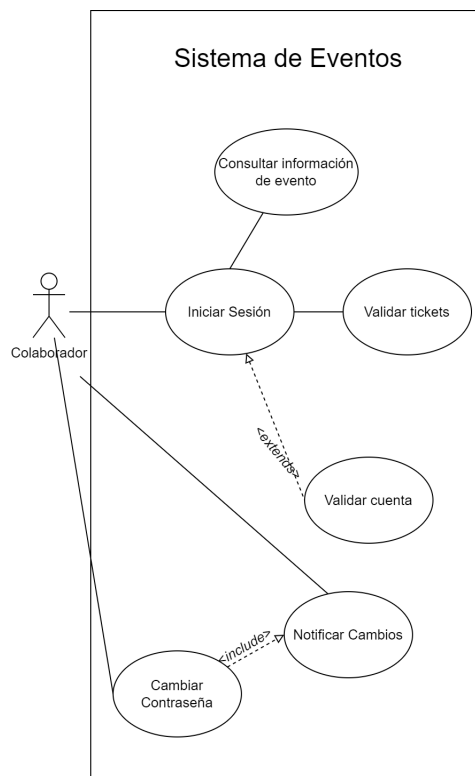 Sistema de Eventos
Consultar información
de evento
Iniciar Sesión
Validar tickets
Colaborador
<extends>
Validar cuenta
Notificar Cambios
<include>
Cambiar
Contraseña